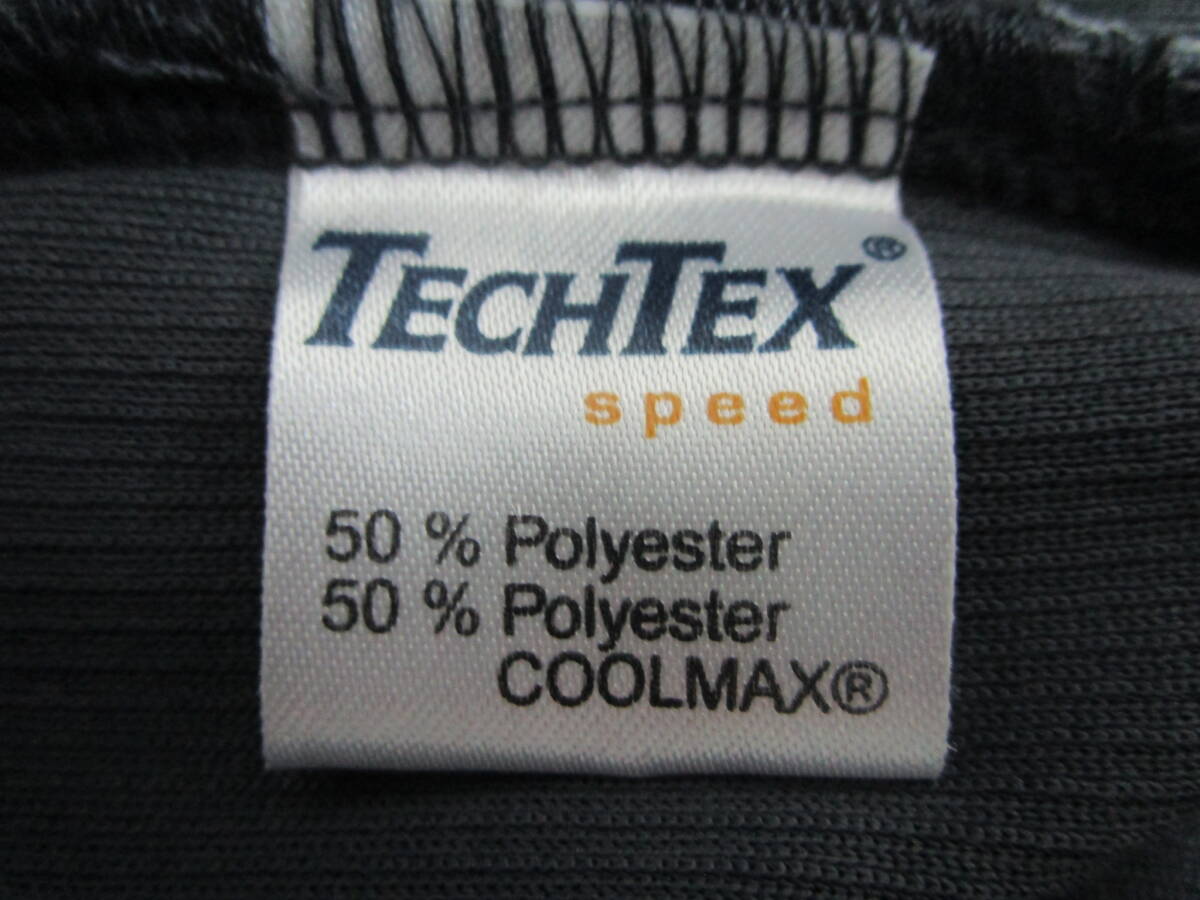 TECHTEX®
speed
50 % Polyester
50 % Polyester
COOLMAX®